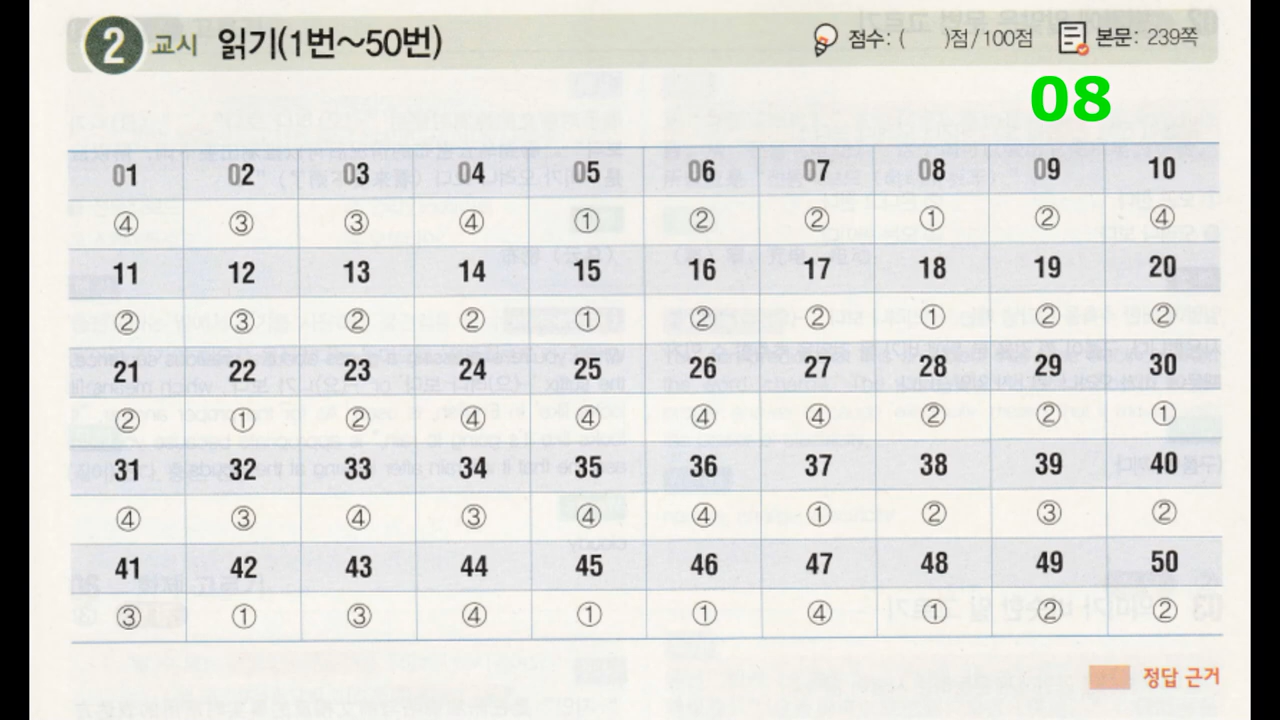 2 교시 읽기(1번~50번) 점수: ( )점/100점 본문: 239쪽
08
01 02 03 04 05 06 07 08 09 10
④ ③ ③ ④ ① ② ② ① ② ④
11 12 13 14 15 16 17 18 19 20
② ③ ② ② ① ② ② ① ② ②
21 22 23 24 25 26 27 28 29 30
② ① ② ④ ④ ④ ④ ② ② ①
31 32 33 34 35 36 37 38 39 40
④ ③ ④ ③ ④ ④ ① ② ③ ②
41 42 43 44 45 46 47 48 49 50
③ ① ③ ④ ① ① ④ ① ② ②
정답 근거